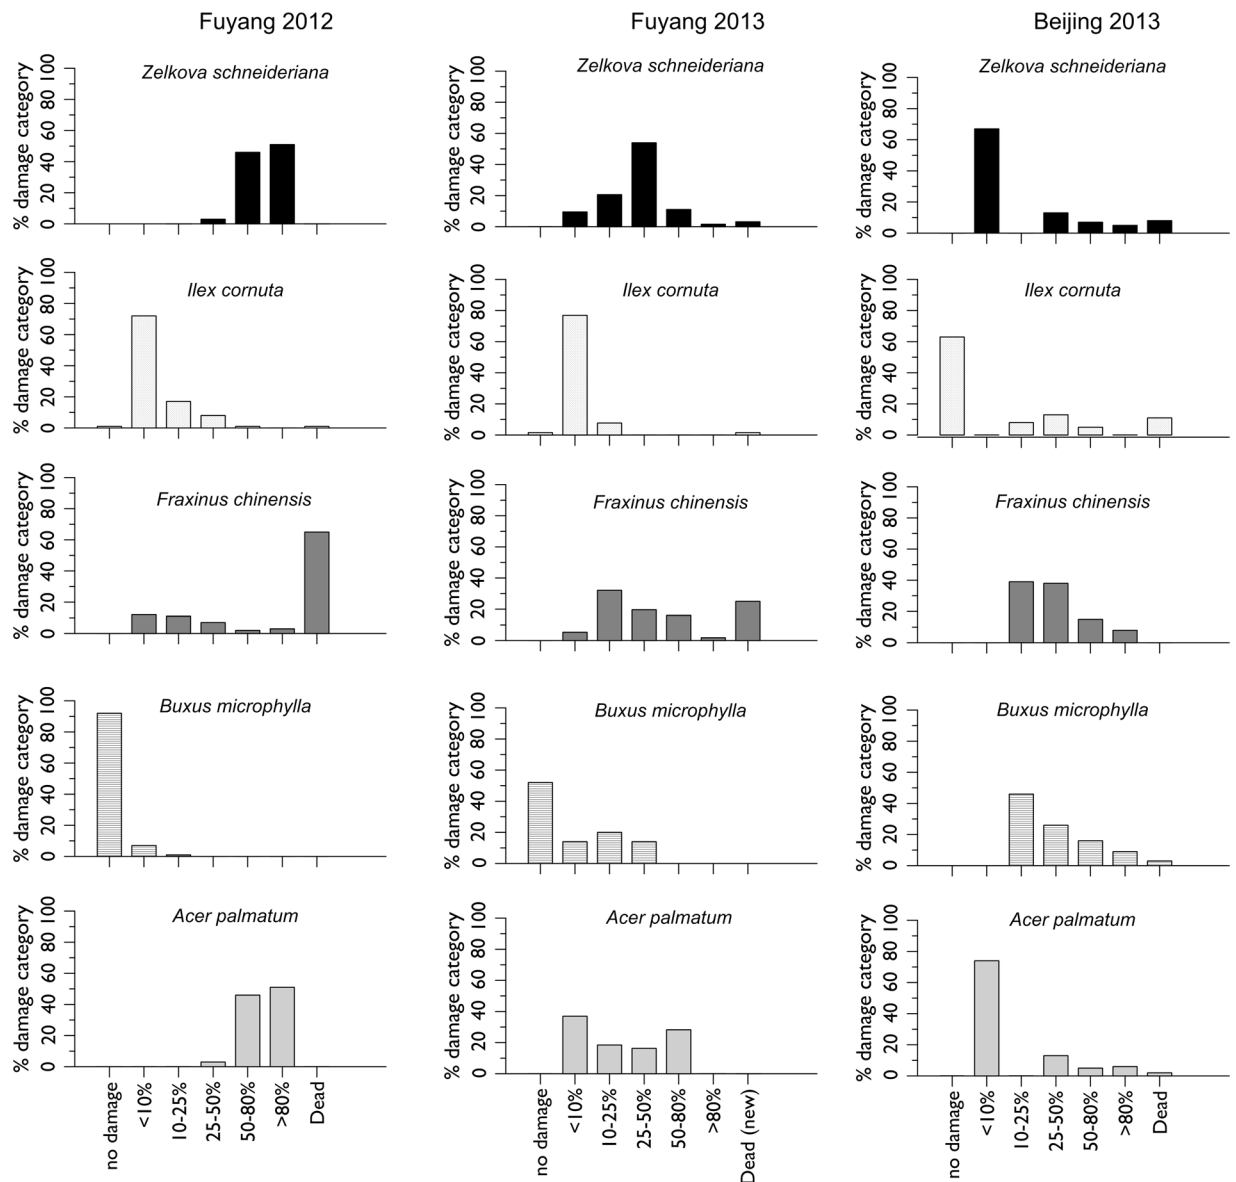 Fuyang 2012
Fuyang 2013
Beijing 2013
% damage category
0 20 40 60 80 100
Zelkova schneideriana
% damage category
0 20 40 60 80 100
Zelkova schneideriana
% damage category
0 20 40 60 80 100
Zelkova schneideriana
% damage category
0 20 40 60 80 100
Ilex cornuta
% damage category
0 20 40 60 80 100
Ilex cornuta
% damage category
0 20 40 60 80 100
Ilex cornuta
% damage category
0 20 40 60 80 100
Fraxinus chinensis
% damage category
0 20 40 60 80 100
Fraxinus chinensis
% damage category
0 20 40 60 80 100
Fraxinus chinensis
% damage category
0 20 40 60 80 100
Buxus microphylla
% damage category
0 20 40 60 80 100
Buxus microphylla
% damage category
0 20 40 60 80 100
Buxus microphylla
% damage category
0 20 40 60 80 100
Acer palmatum
% damage category
0 20 40 60 80 100
Acer palmatum
% damage category
0 20 40 60 80 100
Acer palmatum
no damage
<10%
10-25%
25-50%
50-80%
>80%
Dead
no damage
<10%
10-25%
25-50%
50-80%
>80%
Dead (new)
no damage
<10%
10-25%
25-50%
50-80%
>80%
Dead